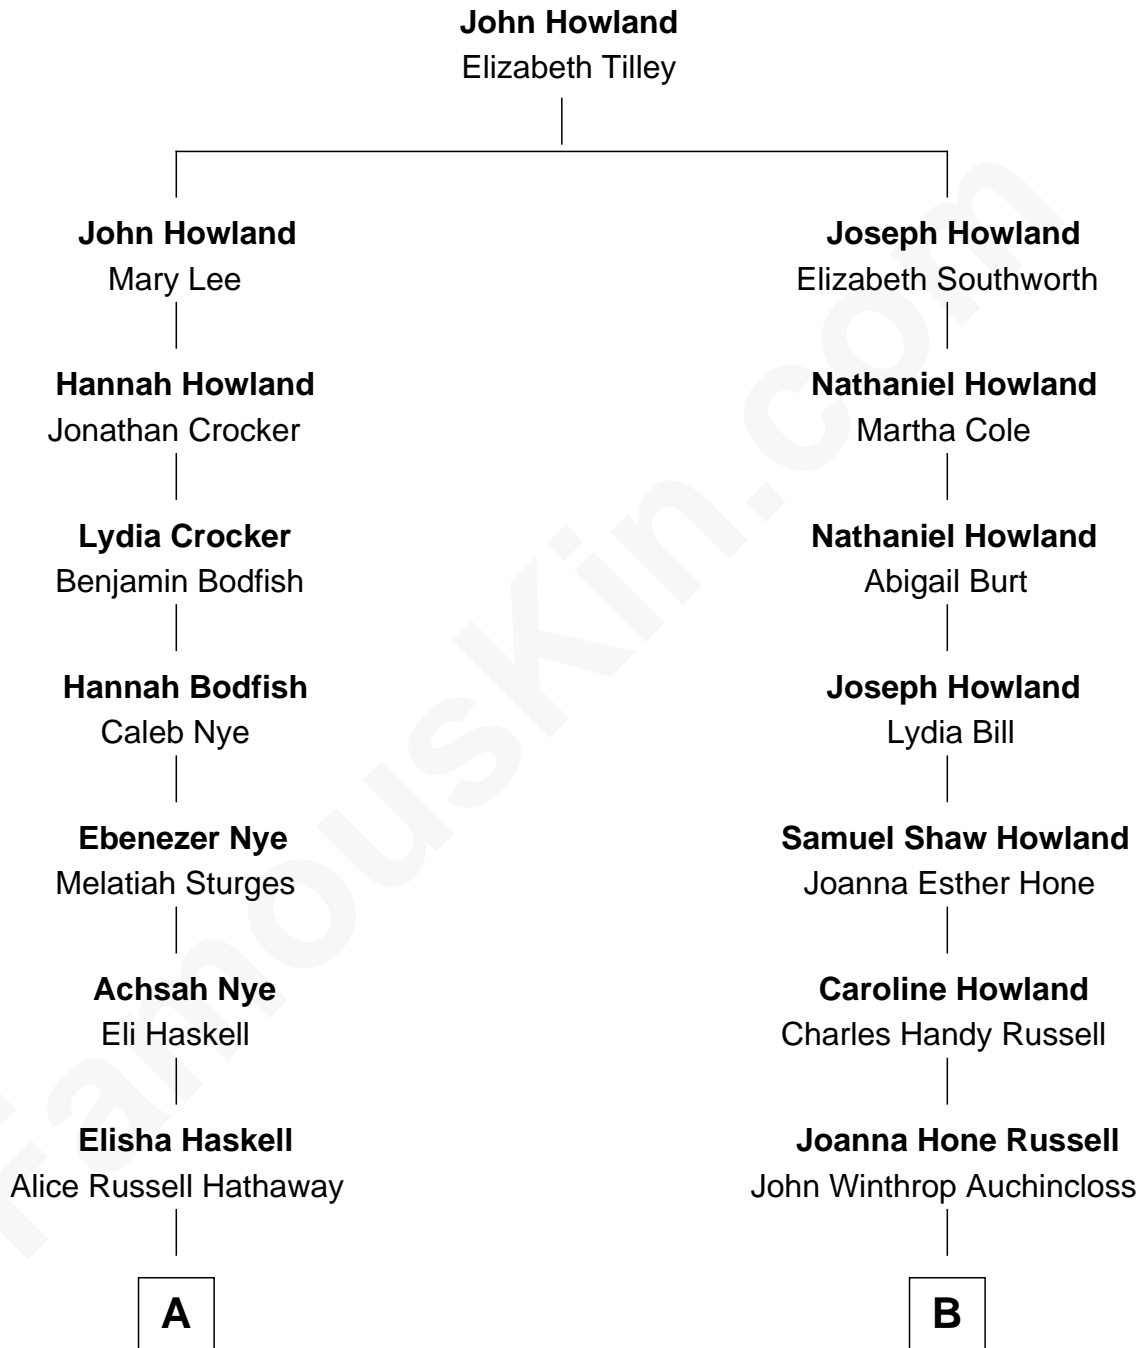 John Howland
Elizabeth Tilley
John Howland
Mary Lee
Joseph Howland
Elizabeth Southworth
Hannah Howland
Jonathan Crocker
Nathaniel Howland
Martha Cole
Lydia Crocker
Benjamin Bodfish
Nathaniel Howland
Abigail Burt
Hannah Bodfish
Caleb Nye
Joseph Howland
Lydia Bill
Ebenezer Nye
Melatiah Sturges
Samuel Shaw Howland
Joanna Esther Hone
Achsah Nye
Eli Haskell
Caroline Howland
Charles Handy Russell
Elisha Haskell
Alice Russell Hathaway
Joanna Hone Russell
John Winthrop Auchincloss
A
B
FamousKin.com